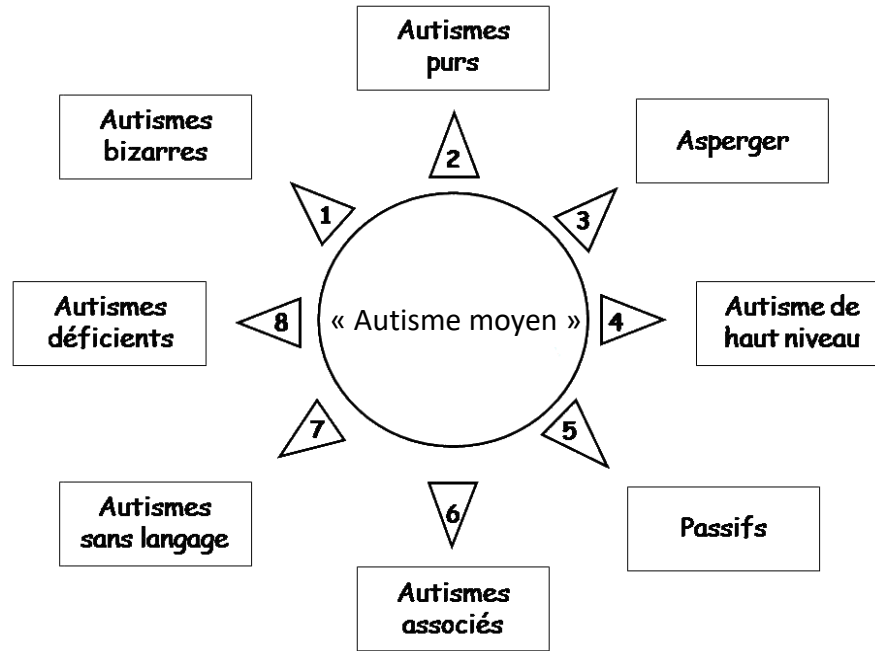 Autismes
purs
Autismes
bizarres
Asperger
2
1
3
Autismes
déficients
8
« Autisme moyen »
4
Autisme de
haut niveau
7
5
Autismes
sans langage
6
Passifs
Autismes
associés